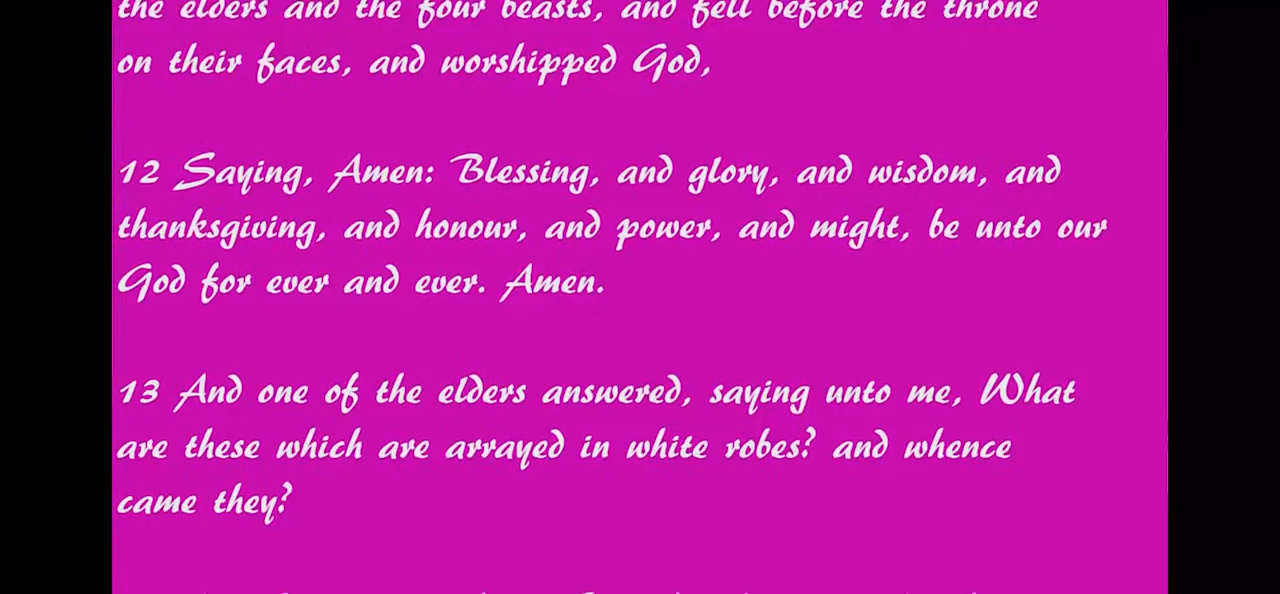 the elders and the four beasts, and fell before the throne
on their faces, and worshipped God,
12 Saying, Amen: Blessing, and glory, and wisdom, and
thanksgiving, and honour, and power, and might, be unto our
God for ever and ever. Amen.
13 And one of the elders answered, saying unto me, What
are these which are arrayed in white robes? and whence
came they?